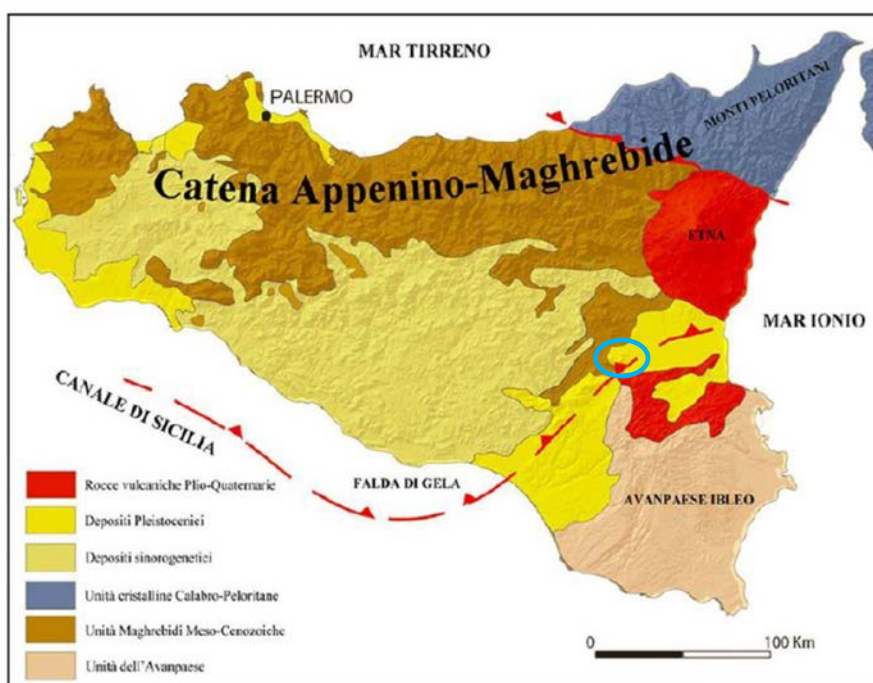 MAR TIRRENO
PALERMO
MONTI PELORITANI
Catena Appenino-Maghrebide
ETNA
MAR IONIO
CANALE DI SICILIA
FALDA DI GELA
AVANPAESE IBLEO
Rocce vulcaniche Plio-Quaternarie
Depositi Pleistocenici
Depositi sinorogenetici
Unità cristalline Calabro-Peloritane
Unità Maghrebidi Meso-Cenozoiche
Unità dell'Avanpaese
0 100 Km